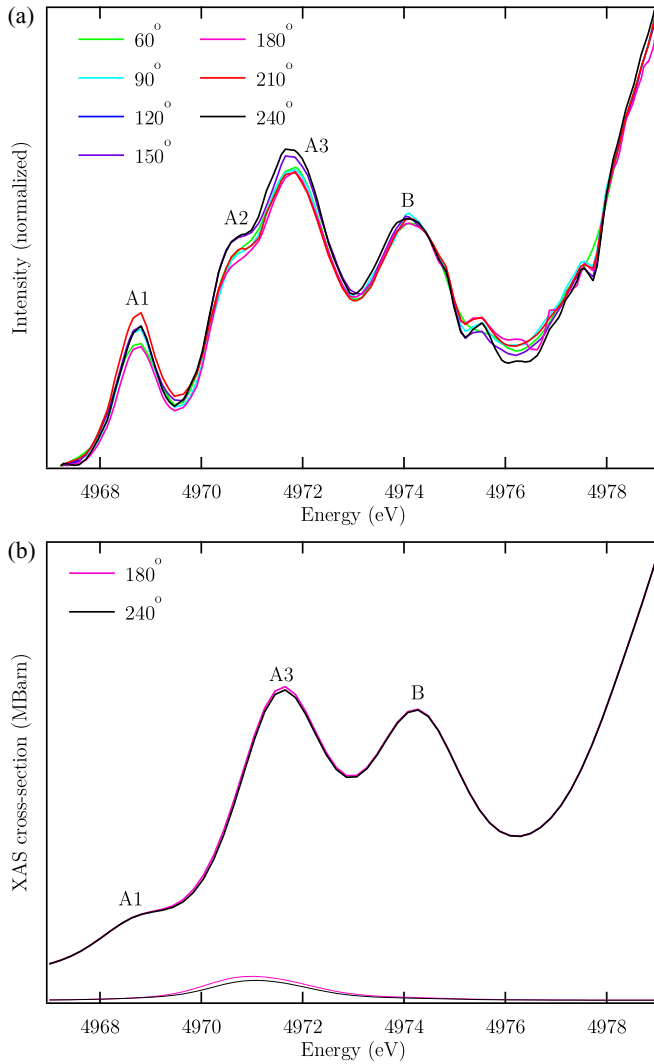 (a)
60° 180°
90° 210°
120° 240°
150°
A3
A2
B
A1
Intensity (normalized)
4968 4970 4972 4974 4976 4978
Energy (eV)
(b)
180°
240°
A3
B
A1
XAS cross-section (MBarn)
4968 4970 4972 4974 4976 4978
Energy (eV)